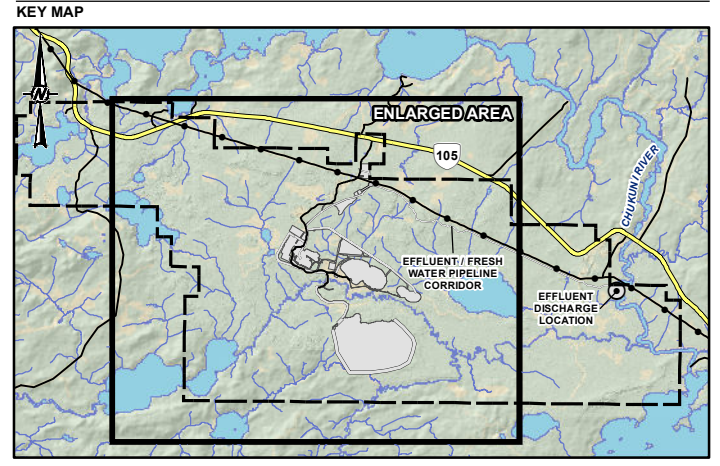 KEY MAP
N
ENLARGED AREA
105
CHUKUNI RIVER
EFFLUENT / FRESH
WATER PIPELINE
CORRIDOR
EFFLUENT
DISCHARGE
LOCATION